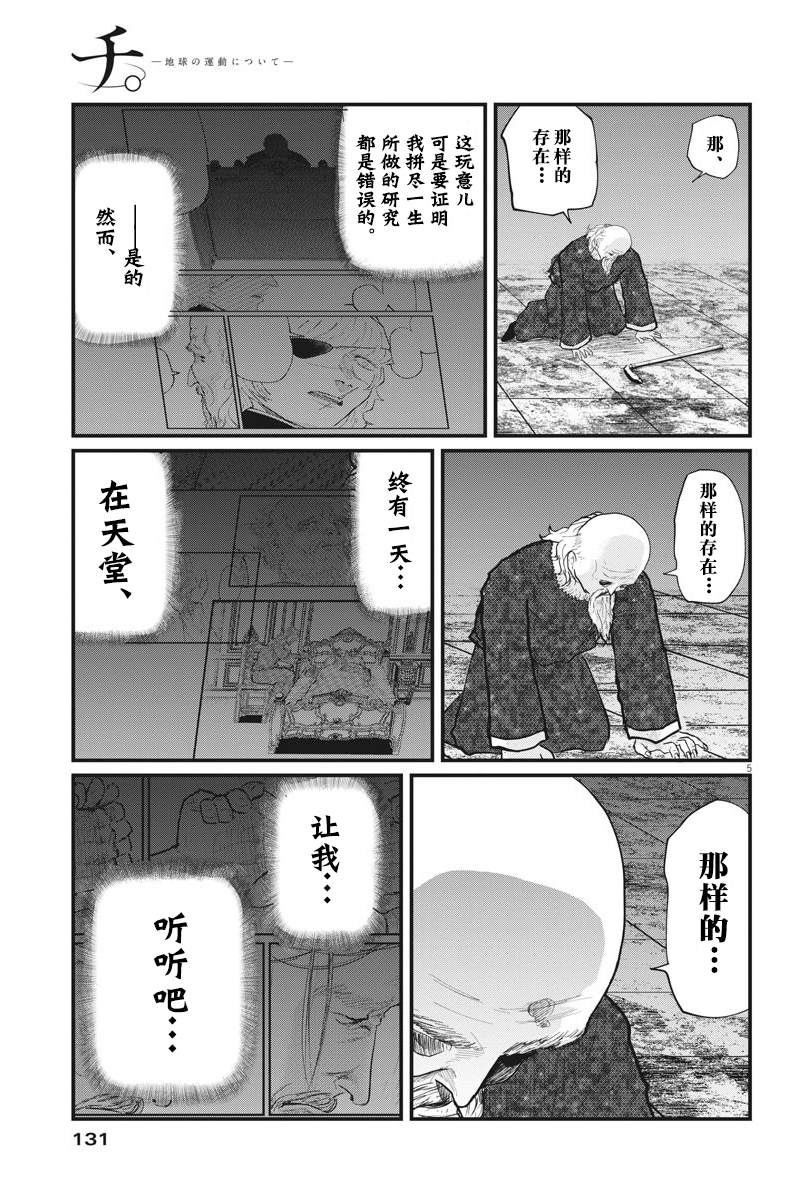 チ。
―地球の運動について―
那、
那样的
存在…
这玩意儿
可是要证明
我拼尽一生
所做的研究
都是错误的。
——是的
然而、
那样的存在…
终有一天…
在天堂、
5
那样的…
让我…
听听吧…
131